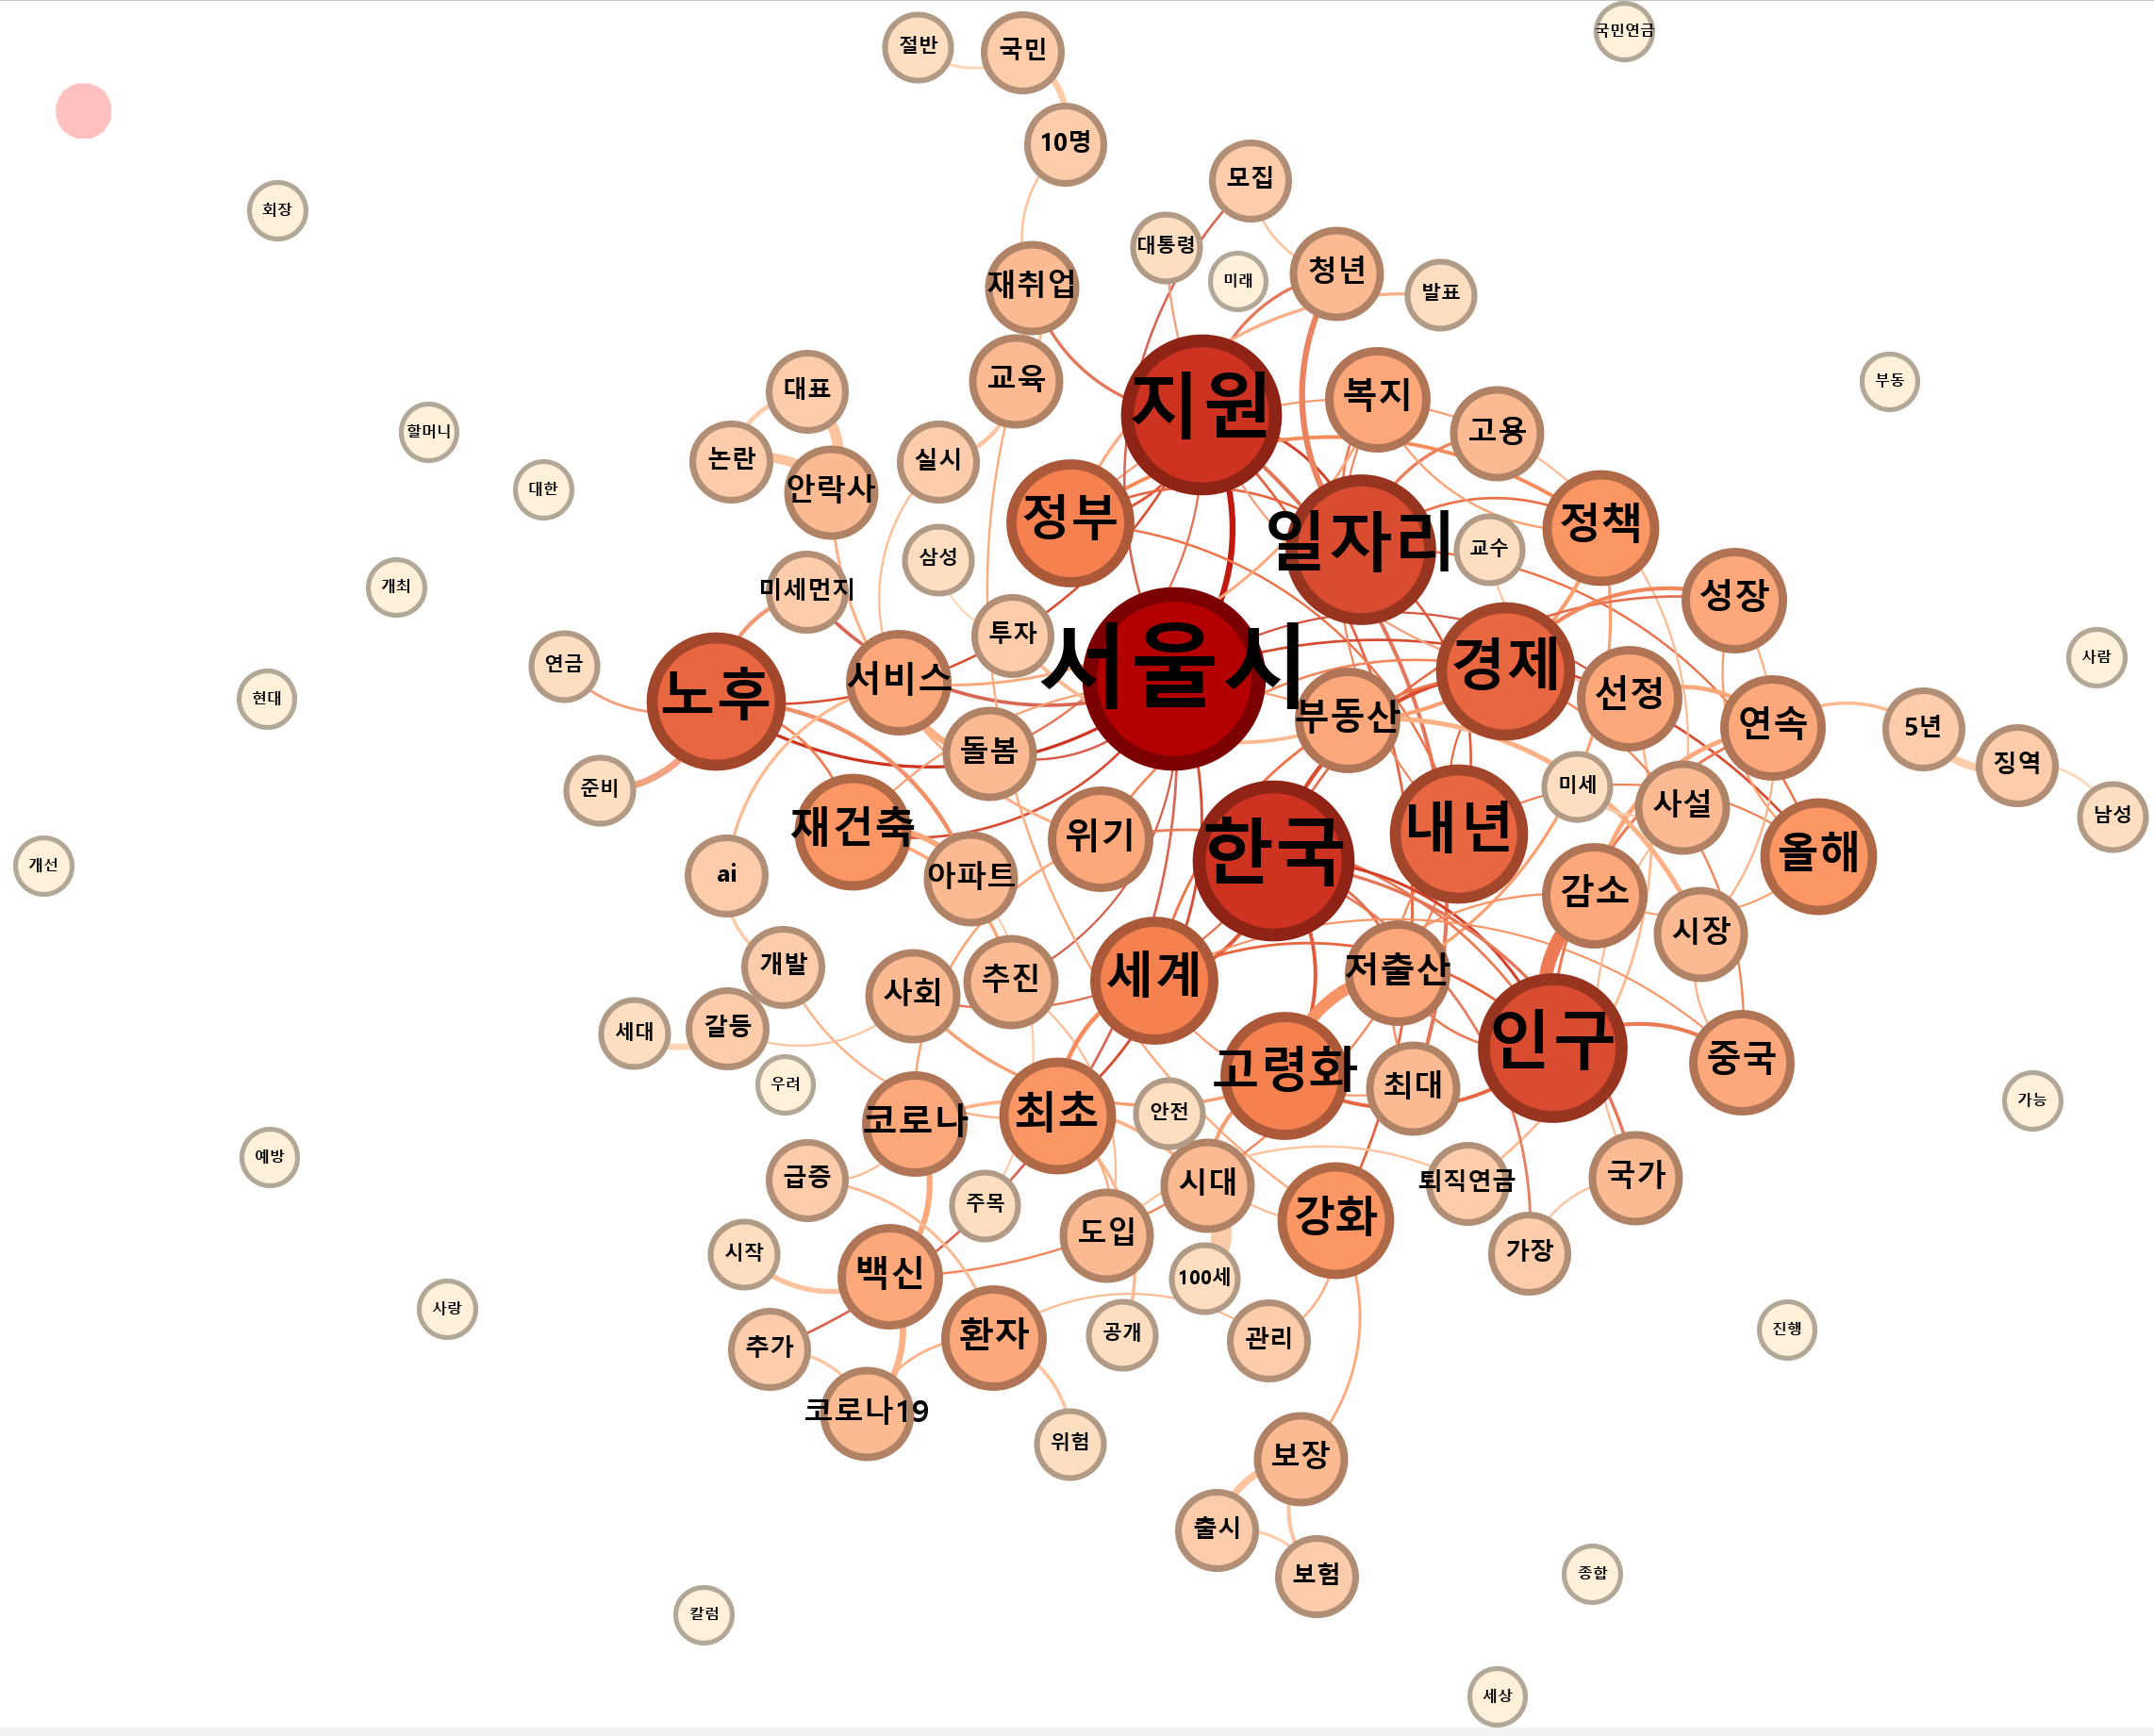 절반
국민
국민연금
10명
모집
회장
대통령
미래
청년
발표
재취업
교육
대표
지원
복지
고용
부동
할머니
논란
실시
안락사
대한
정부
일자리
정책
교수
삼성
개최
미세먼지
성장
투자
연금
서비스
서울시
경제
사람
현대
노후
부동산
선정
연속
5년
돌봄
징역
준비
미세
사설
남성
재건축
위기
한국
내년
올해
개선
ai
아파트
감소
시장
개발
사회
추진
세계
저출산
세대
갈등
인구
중국
우려
고령화
최대
가능
코로나
최초
안전
예방
급증
시대
퇴직연금
국가
주목
도입
강화
시작
백신
100세
가장
사랑
추가
환자
공개
관리
진행
코로나19
위험
보장
출시
보험
종합
칼럼
세상